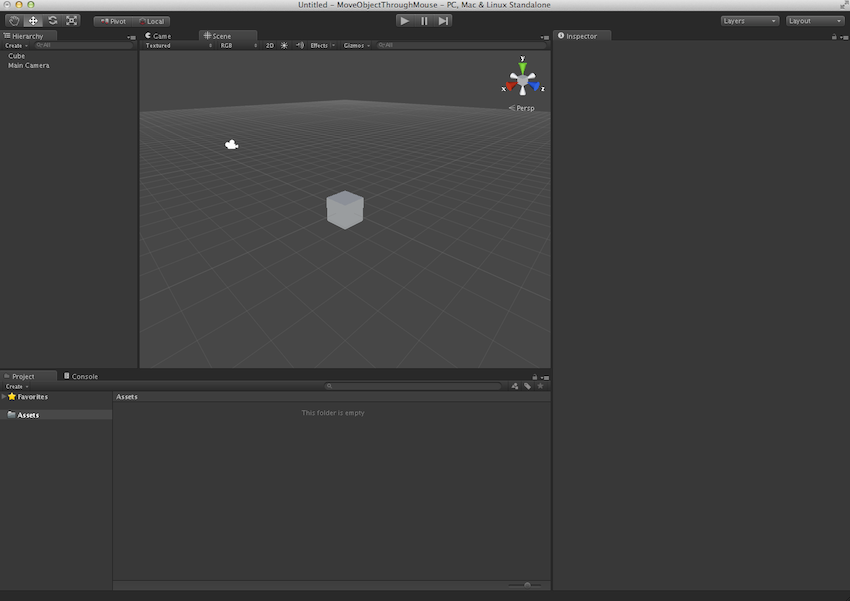 Untitled – MoveObjectThroughMouse – PC, Mac & Linux Standalone
Pivot Local Layers Layout
Hierarchy Game Scene Inspector
Create All Textured RGB 2D Effects Gizmos All
Cube
Main Camera
y
x z
Persp
Project Console
Create
Favorites Assets
This folder is empty
Assets